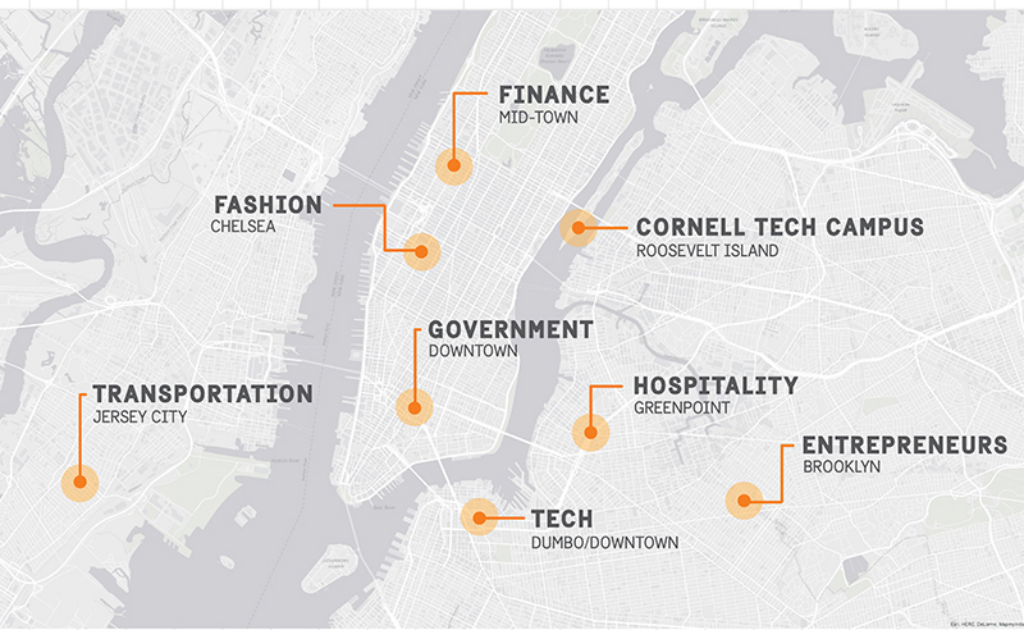 FINANCE
MID-TOWN
FASHION
CHELSEA
CORNELL TECH CAMPUS
ROOSEVELT ISLAND
GOVERNMENT
DOWNTOWN
HOSPITALITY
GREENPOINT
TRANSPORTATION
JERSEY CITY
ENTREPRENEURS
BROOKLYN
TECH
DUMBO/DOWNTOWN